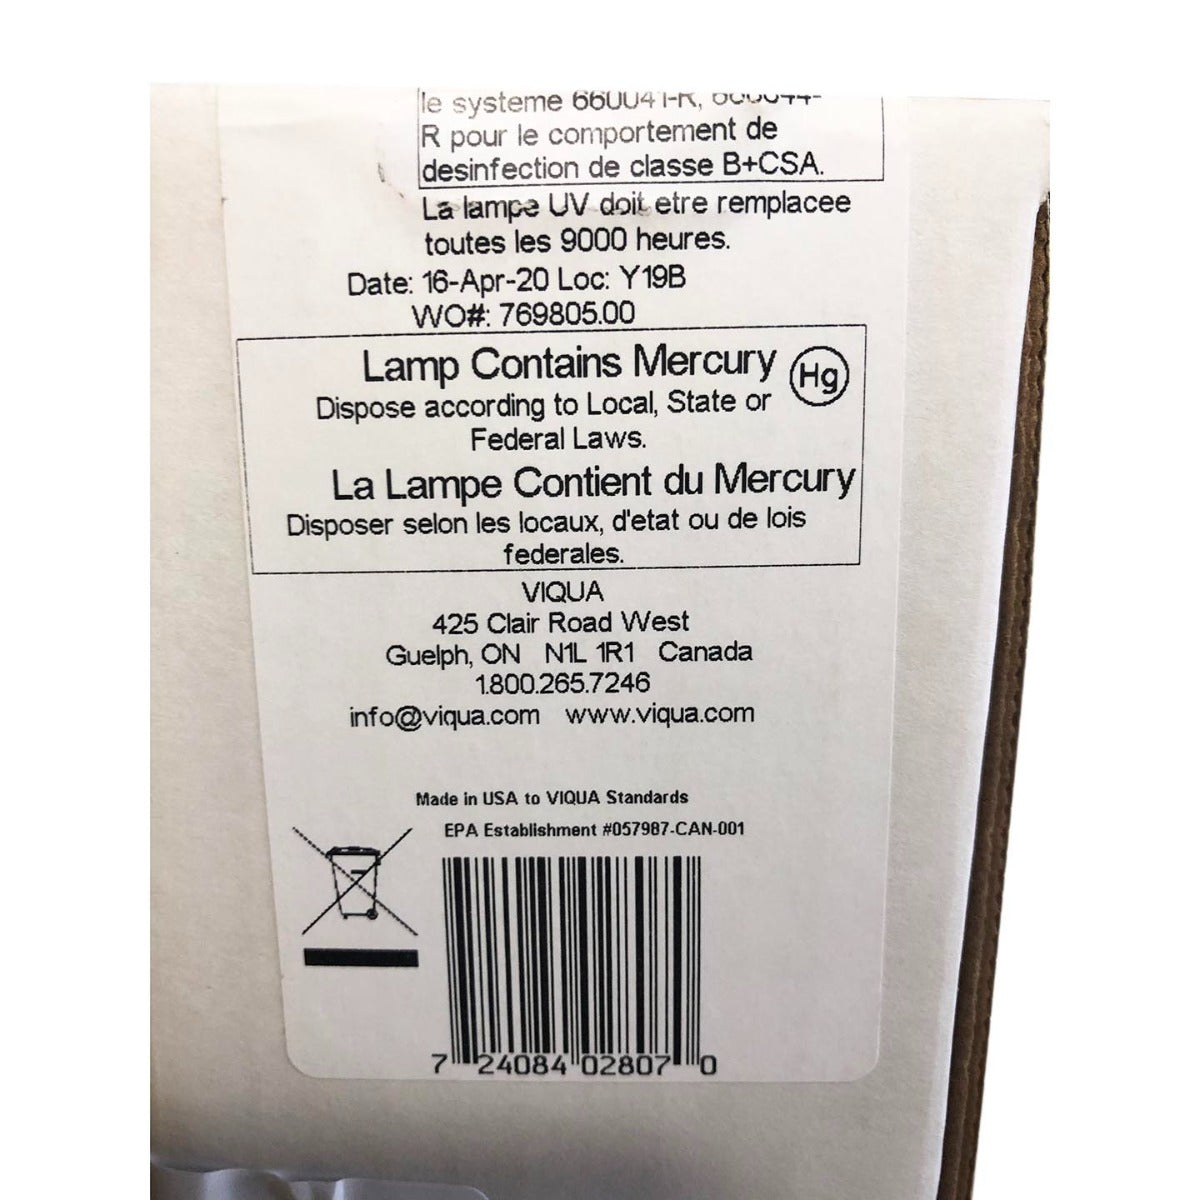 le systeme 660041-R,
R pour le comportement de
desinfection de classe B+CSA.
La lampe UV doit etre remplacee
toutes les 9000 heures.
Date: 16-Apr-20 Loc: Y19B
WO#: 769805.00
Lamp Contains Mercury Hg
Dispose according to Local, State or
Federal Laws.
La Lampe Contient du Mercury
Disposer selon les locaux, d'etat ou de lois
federales.
VIQUA
425 Clair Road West
Guelph, ON N1L 1R1 Canada
1.800.265.7246
info@viqua.com www.viqua.com
Made in USA to VIQUA Standards
EPA Establishment #057987-CAN-001
7 24084 02807 0